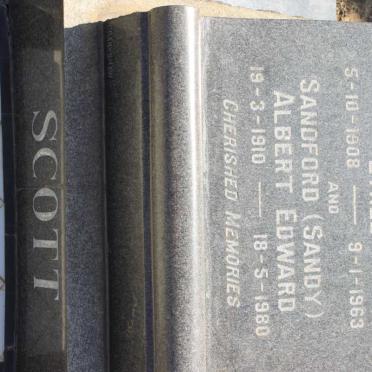 5-10-1908 — 9-1-1963
AND
SANDFORD (SANDY)
ALBERT EDWARD
19-3-1910 — 18-5-1980
CHERISHED MEMORIES
SCOTT